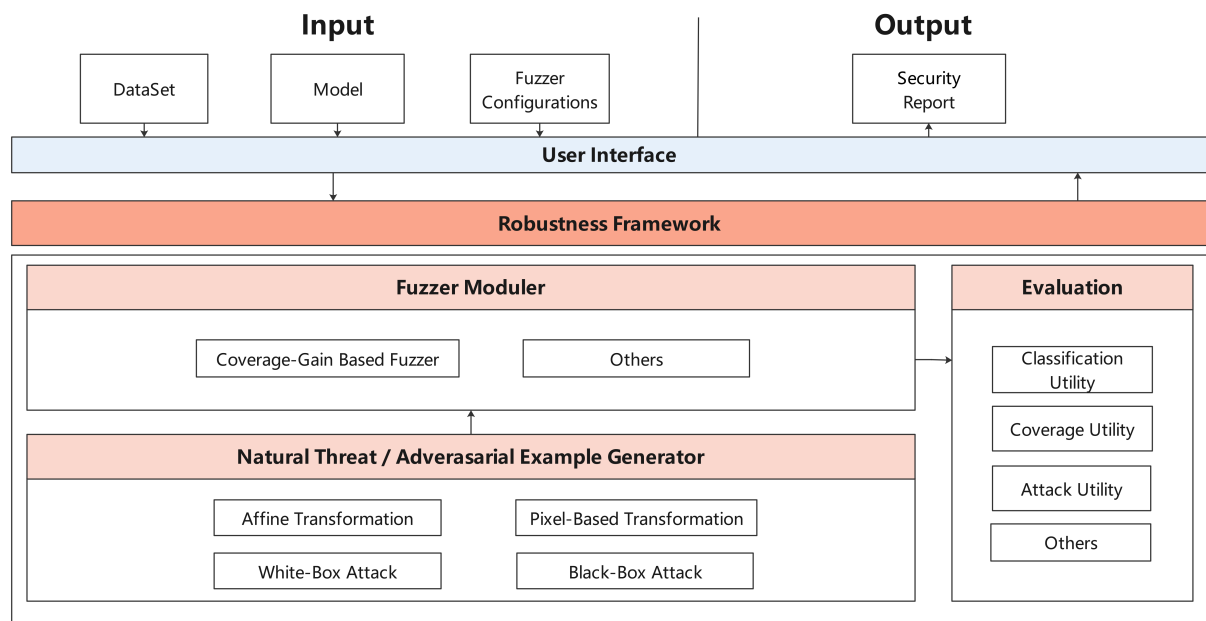 Input
Output
DataSet
Model
Fuzzer
Configurations
Security
Report
User Interface
Robustness Framework
Fuzzer Moduler
Evaluation
Coverage-Gain Based Fuzzer
Others
Classification
Utility
Coverage Utility
Attack Utility
Others
Natural Threat / Adverasarial Example Generator
Affine Transformation
Pixel-Based Transformation
White-Box Attack
Black-Box Attack